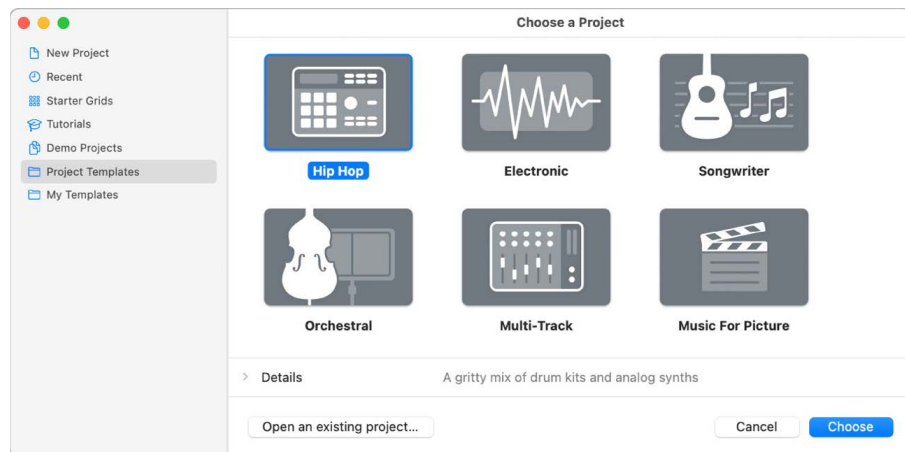 Choose a Project
New Project
Recent
Starter Grids
Tutorials
Demo Projects
Project Templates
My Templates
Hip Hop
Electronic
Songwriter
Orchestral
Multi-Track
Music For Picture
Details
A gritty mix of drum kits and analog synths
Open an existing project...
Cancel
Choose